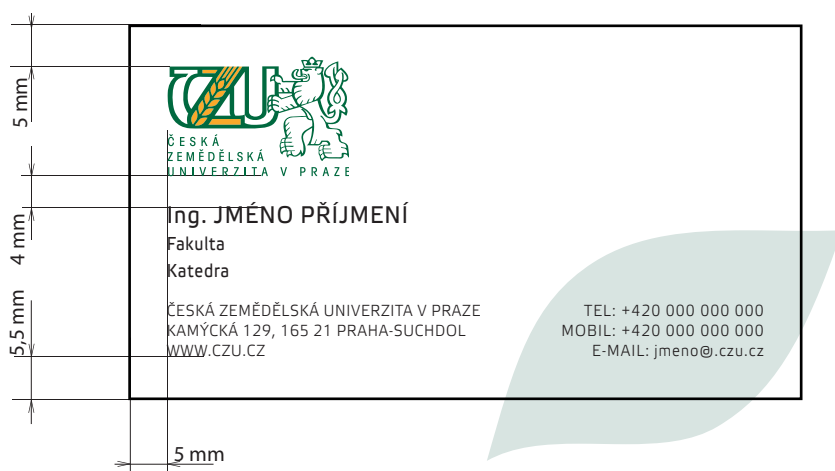 5 mm
CZU
ČESKÁ
ZEMĚDĚLSKÁ
UNIVERZITA V PRAZE
4 mm
Ing. JMÉNO PŘÍJMENÍ
Fakulta
Katedra
5,5 mm
ČESKÁ ZEMĚDĚLSKÁ UNIVERZITA V PRAZE
KAMÝCKÁ 129, 165 21 PRAHA-SUCHDOL
WWW.CZU.CZ
TEL: +420 000 000 000
MOBIL: +420 000 000 000
E-MAIL: jmeno@.czu.cz
5 mm